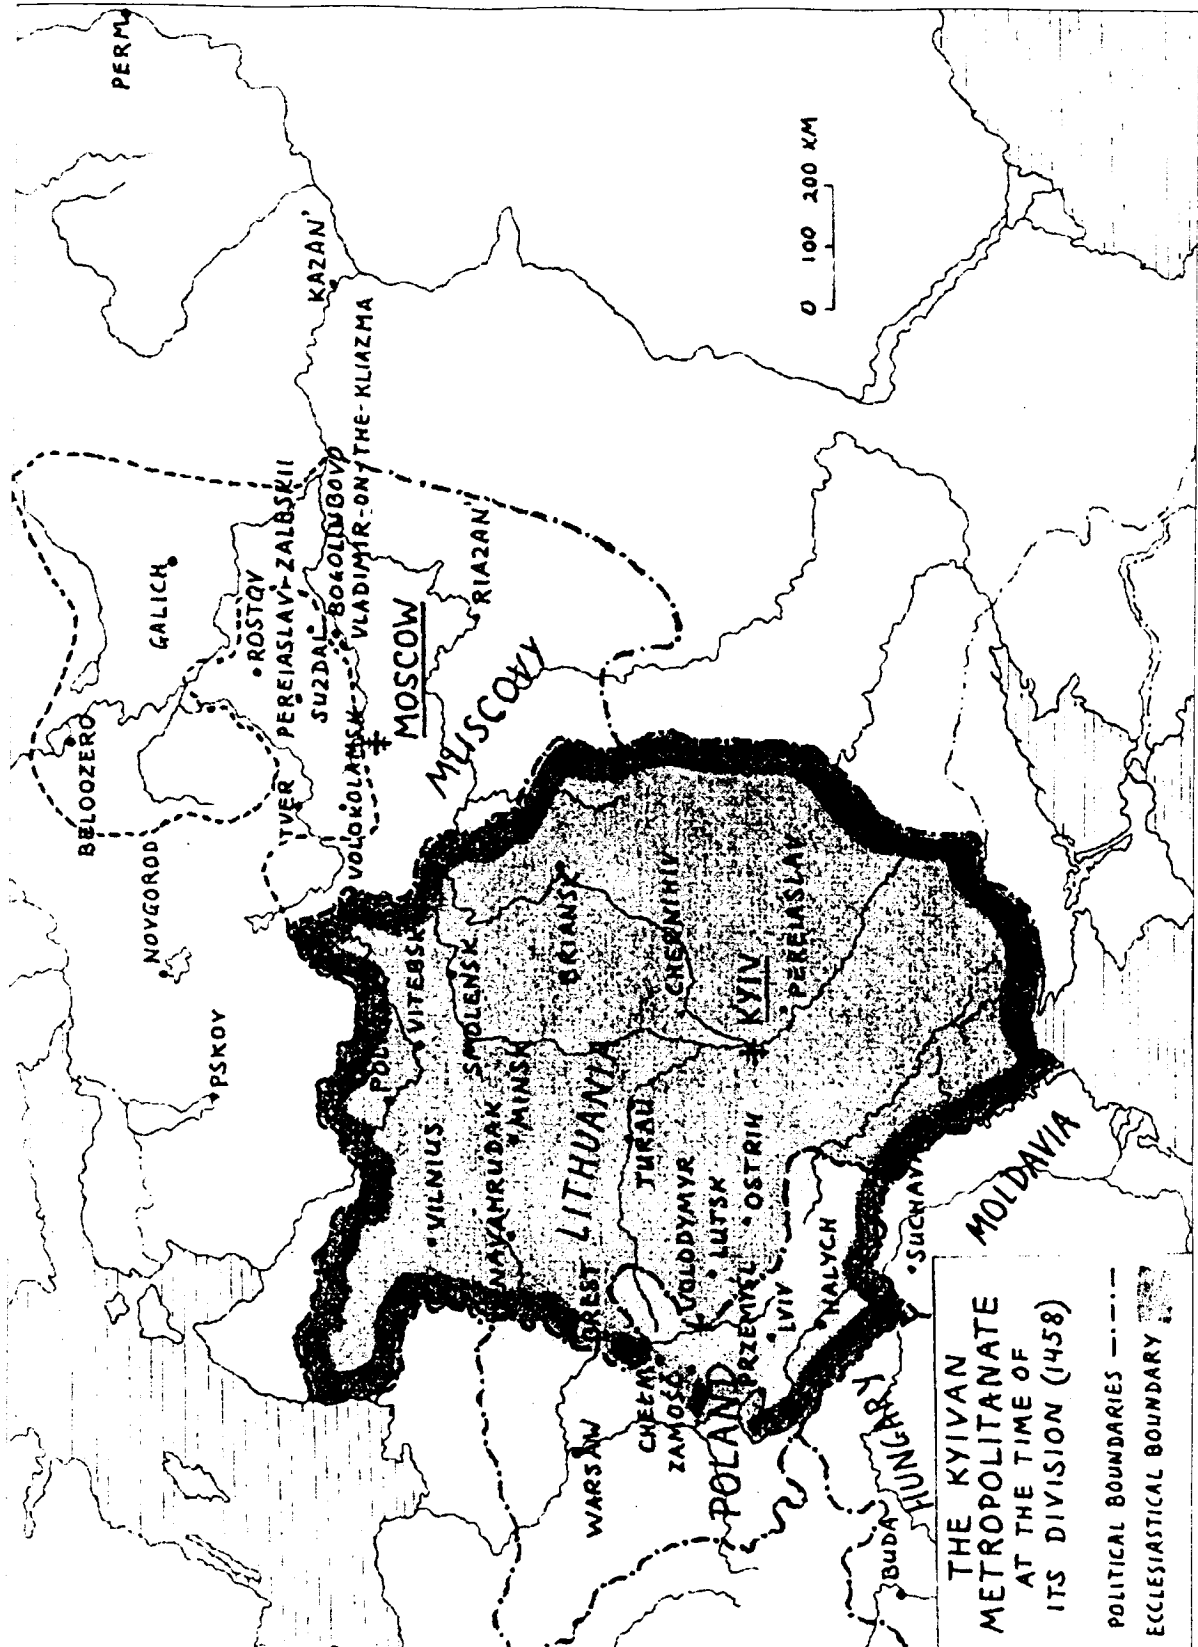 PERM
KAZAN'
BELOOZERO
GALICH
NOVGOROD
PSKOV
ROSTOV
PEREIASLAV-ZALESKII
SUZDAL
BOGOLIUBOVO
VLADIMIR-ON-THE-KLIAZMA
TVER
VOLOKOLAMSK
MOSCOW
RIAZAN'
MUSCOVY
VITEBSK
SMOLENSK
BRIANSK
CHERNIHIV
KYIV
PEREIASLAV
VILNIUS
NAVAHRUDAK
MINSK
LITHUANIA
TURAU
BREST
VOLODYMYR
LUTSK
OSTRIH
CHEŁM
ZAMOŚĆ
PRZEMYŚL
LVIV
HALYCH
WARSAW
POLAND
HUNGARY
BUDA
SUCHAVA
MOLDAVIA
0 100 200 KM
THE KYIVAN
METROPOLITANATE
AT THE TIME OF
ITS DIVISION (1458)
POLITICAL BOUNDARIES
ECCLESIASTICAL BOUNDARY